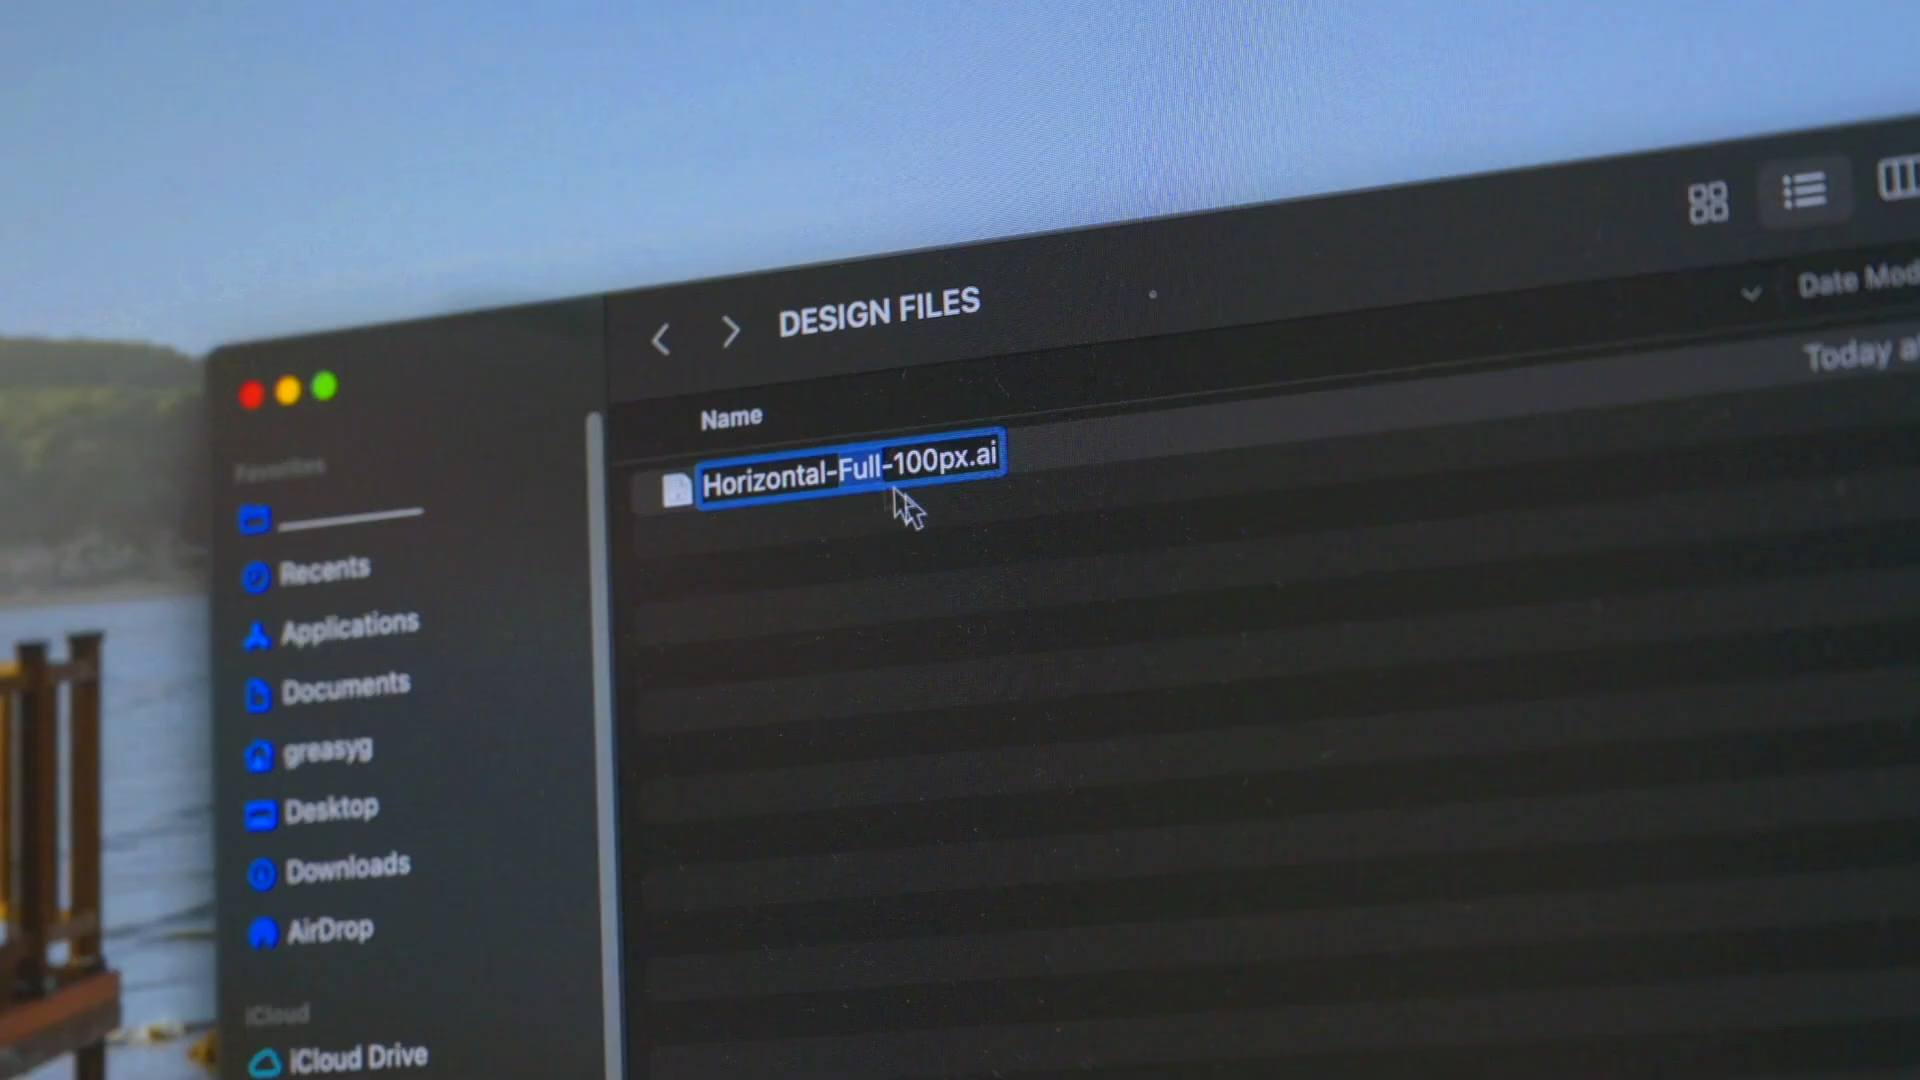 DESIGN FILES
Name
Date Mod
Horizontal-Full-100px.ai
Today a
Favorites
Recents
Applications
Documents
greasyg
Desktop
Downloads
AirDrop
iCloud
iCloud Drive